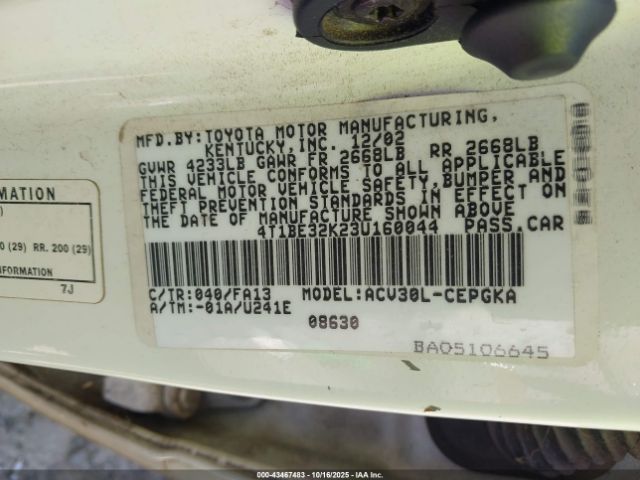 MFD.BY:TOYOTA MOTOR MANUFACTURING,
KENTUCKY,INC. 12/02
GVWR 4233LB GAWR FR 2668LB RR 2668LB
THIS VEHICLE CONFORMS TO ALL APPLICABLE
FEDERAL MOTOR VEHICLE SAFETY,BUMPER AND
THEFT PREVENTION STANDARDS IN EFFECT ON
THE DATE OF MANUFACTURE SHOWN ABOVE
4T1BE32K23U160044 PASS.CAR
C/TR:040/FA13 MODEL:ACV30L-CEPGKA
A/TM:-01A/U241E
08630
BA05106645
RMATION
0 (29) RR. 200 (29)
INFORMATION
7J
000-43467483 | 10/16/2025 | IAA Inc.